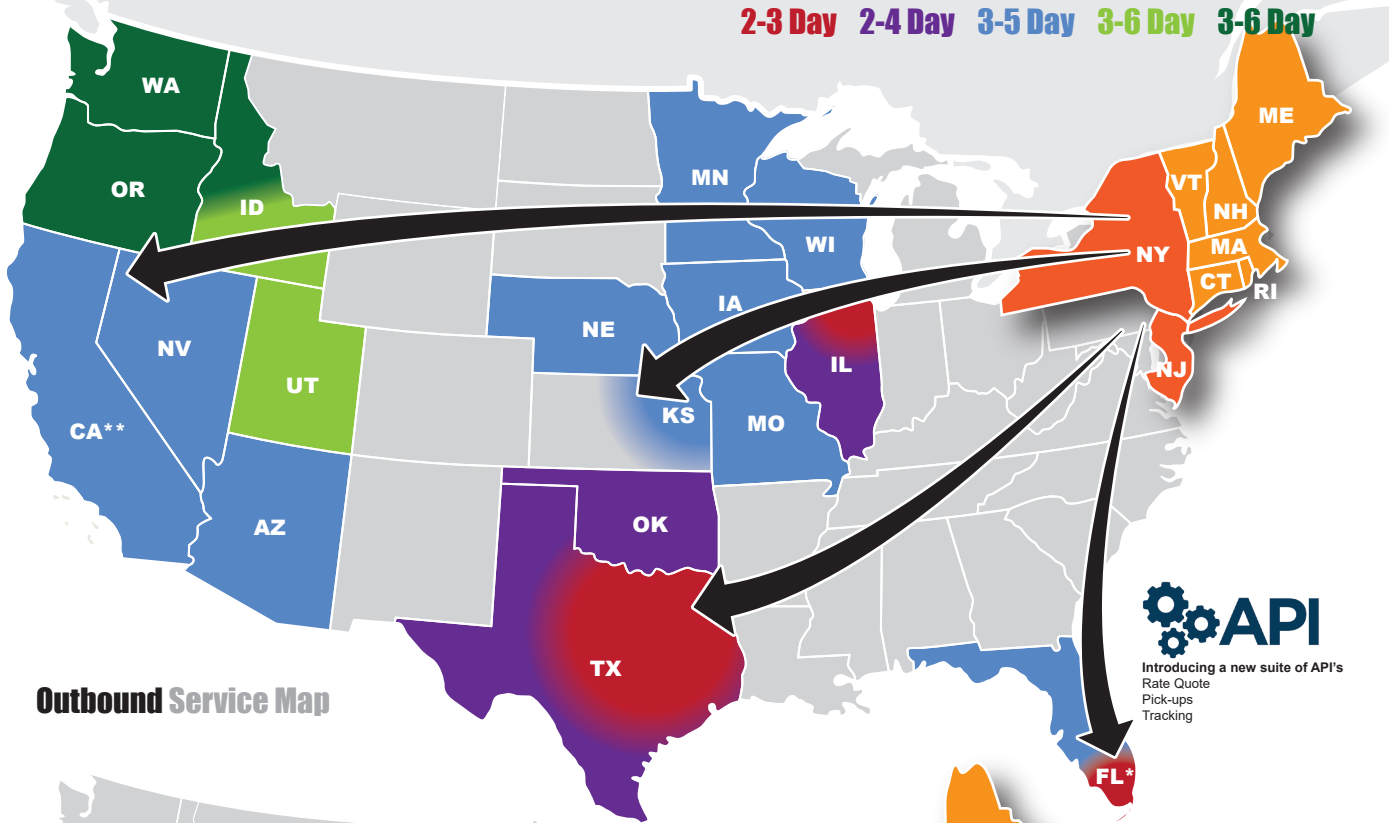 2-3 Day 2-4 Day 3-5 Day 3-6 Day 3-6 Day
WA
ME
OR
ID
MN
VT
NH
WI
NY
MA
CT
RI
IA
NE
NV
UT
IL
NJ
KS
MO
CA**
AZ
OK
TX
FL*
API
Introducing a new suite of API's
Rate Quote
Pick-ups
Tracking
Outbound Service Map